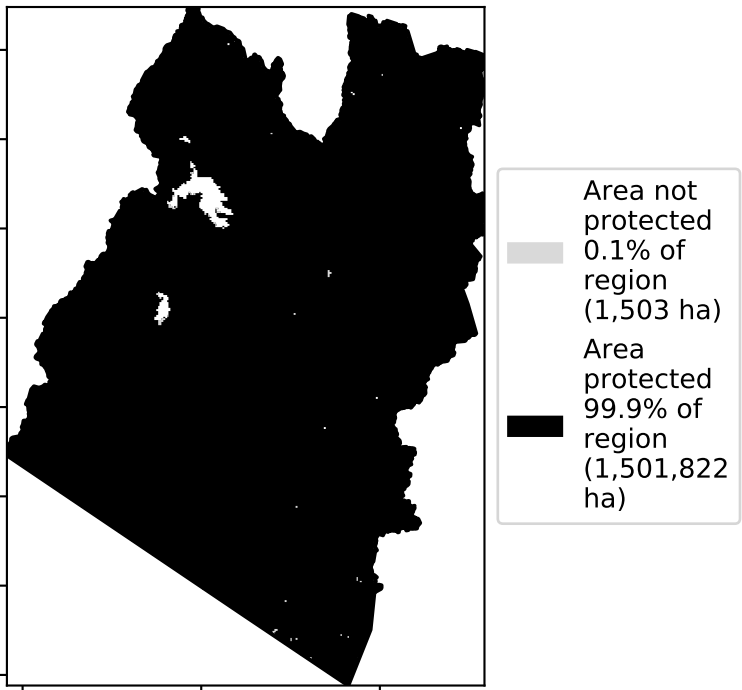 Area not
protected
0.1% of
region
(1,503 ha)
Area
protected
99.9% of
region
(1,501,822
ha)